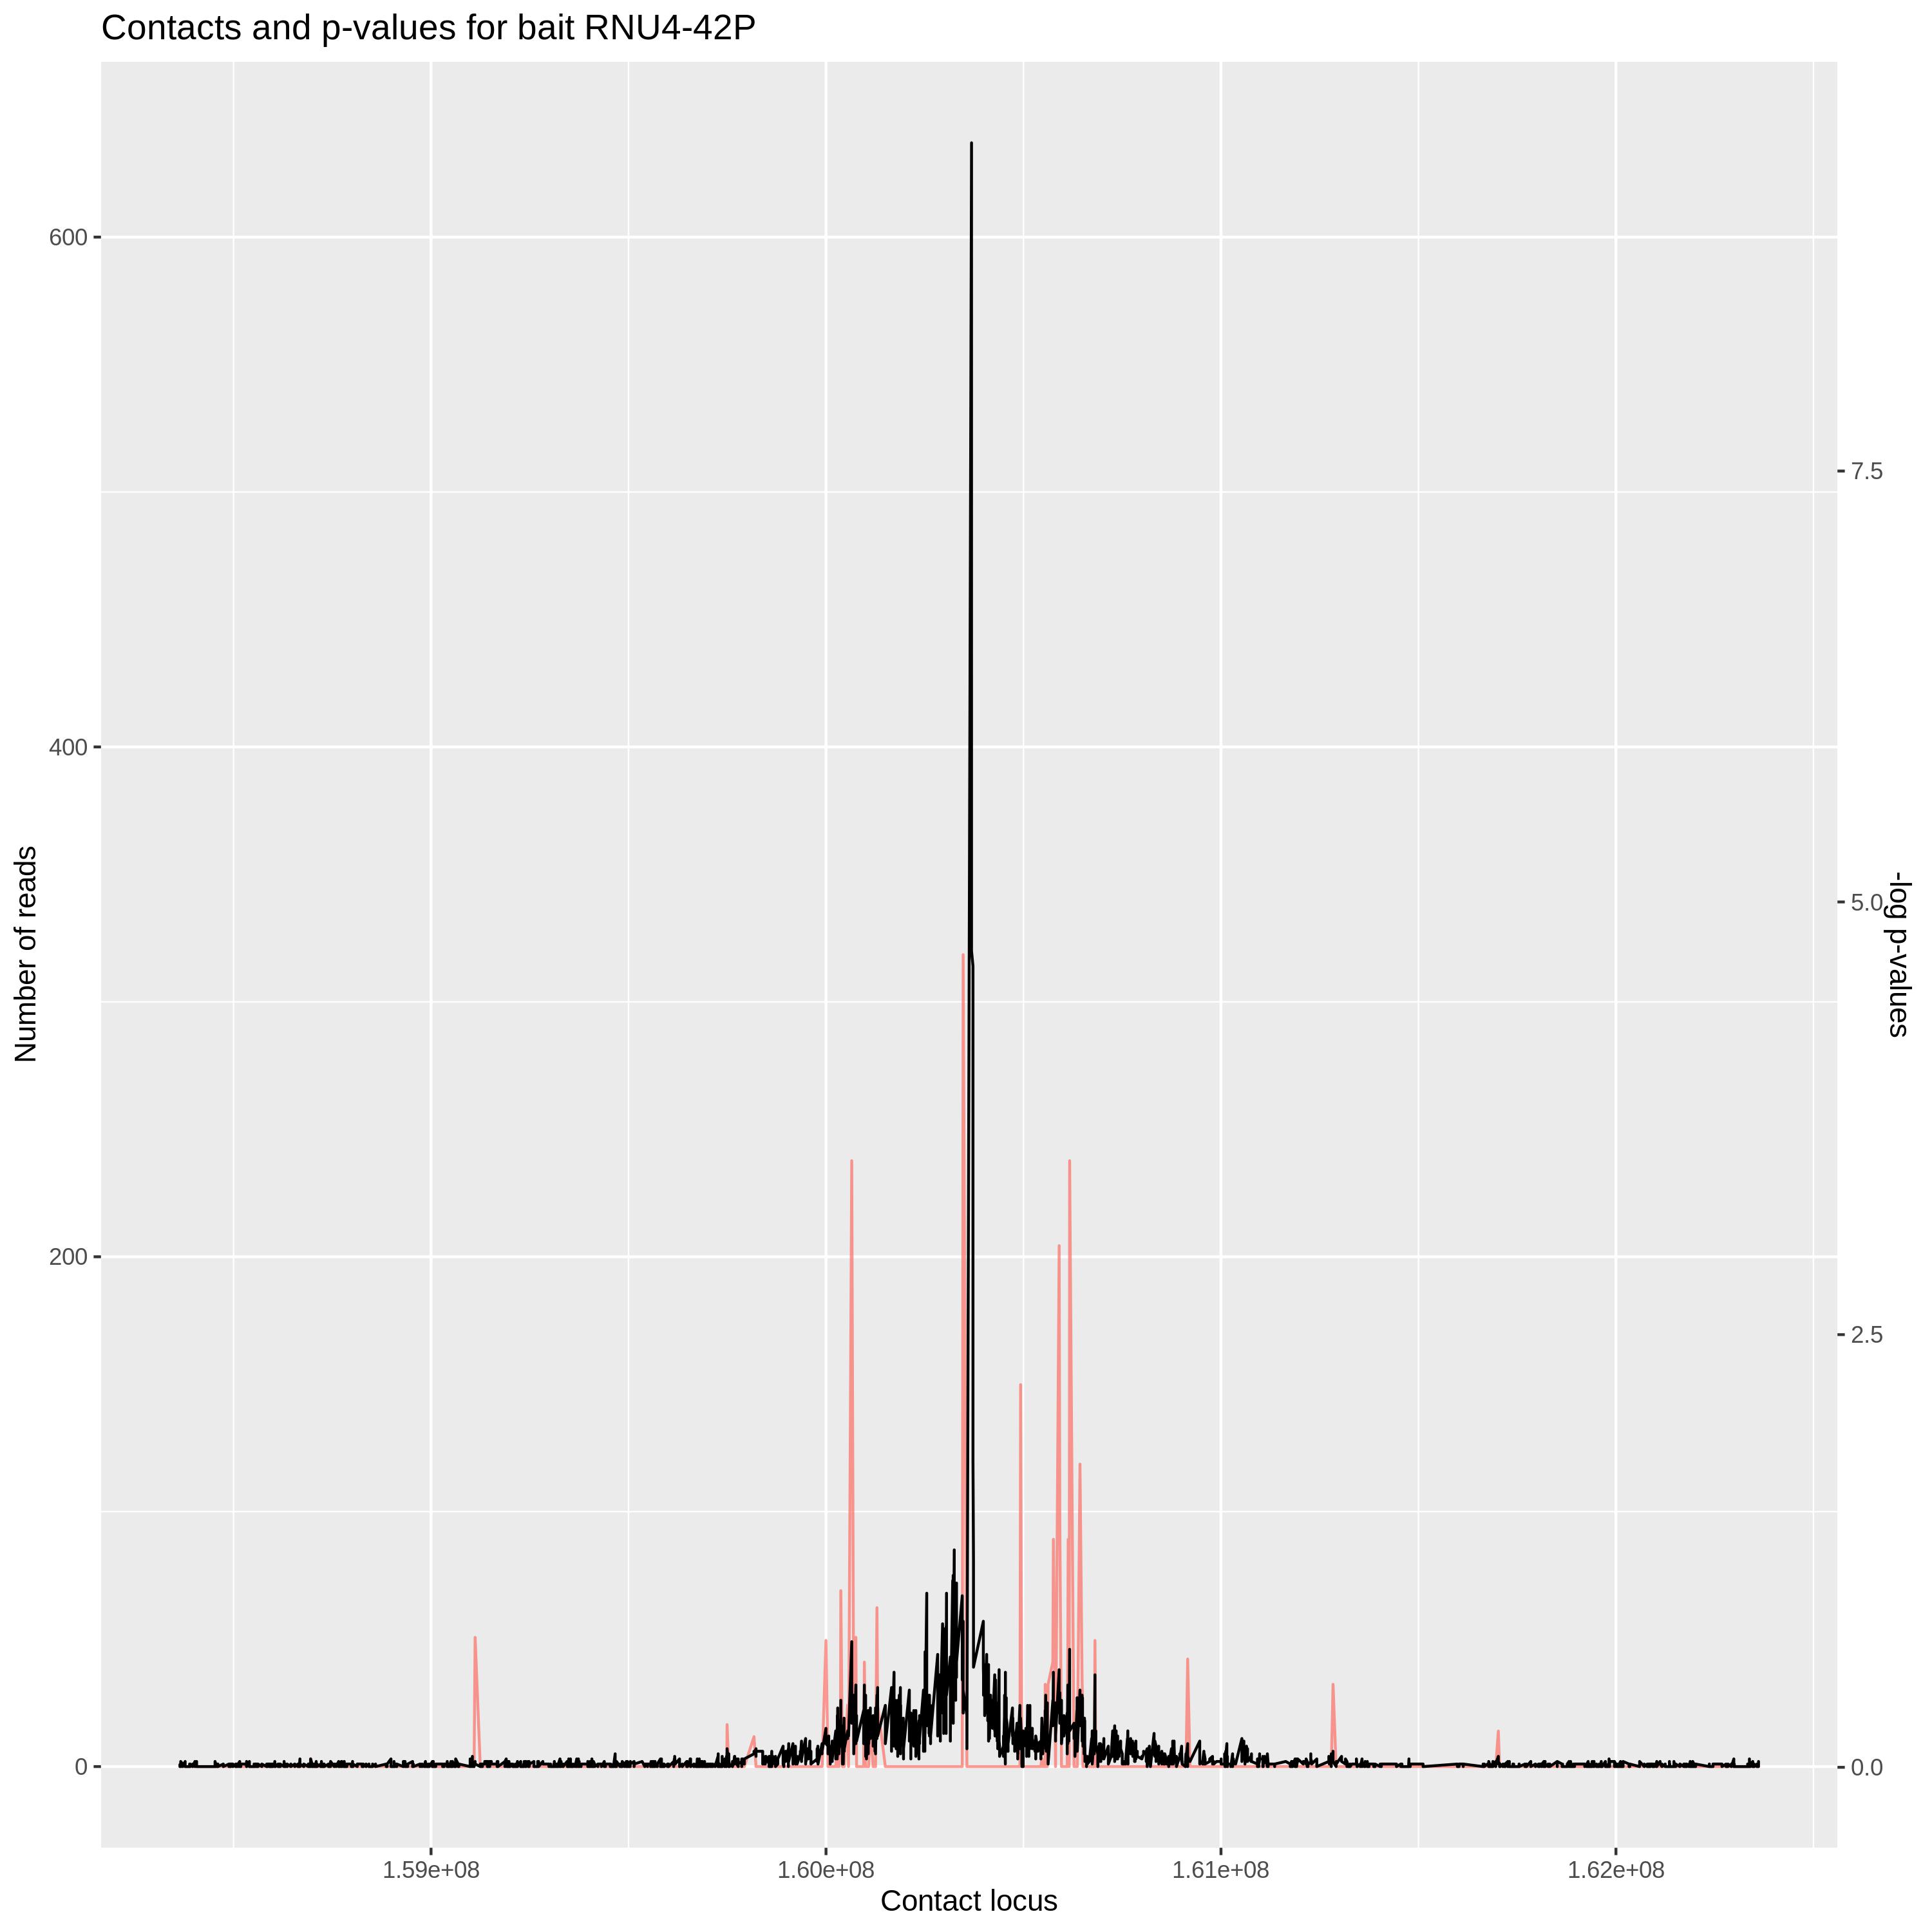 Contacts and p-values for bait RNU4-42P
600
400
200
0
7.5
5.0
2.5
0.0
Number of reads
-log p-values
1.59e+08
1.60e+08
1.61e+08
1.62e+08
Contact locus